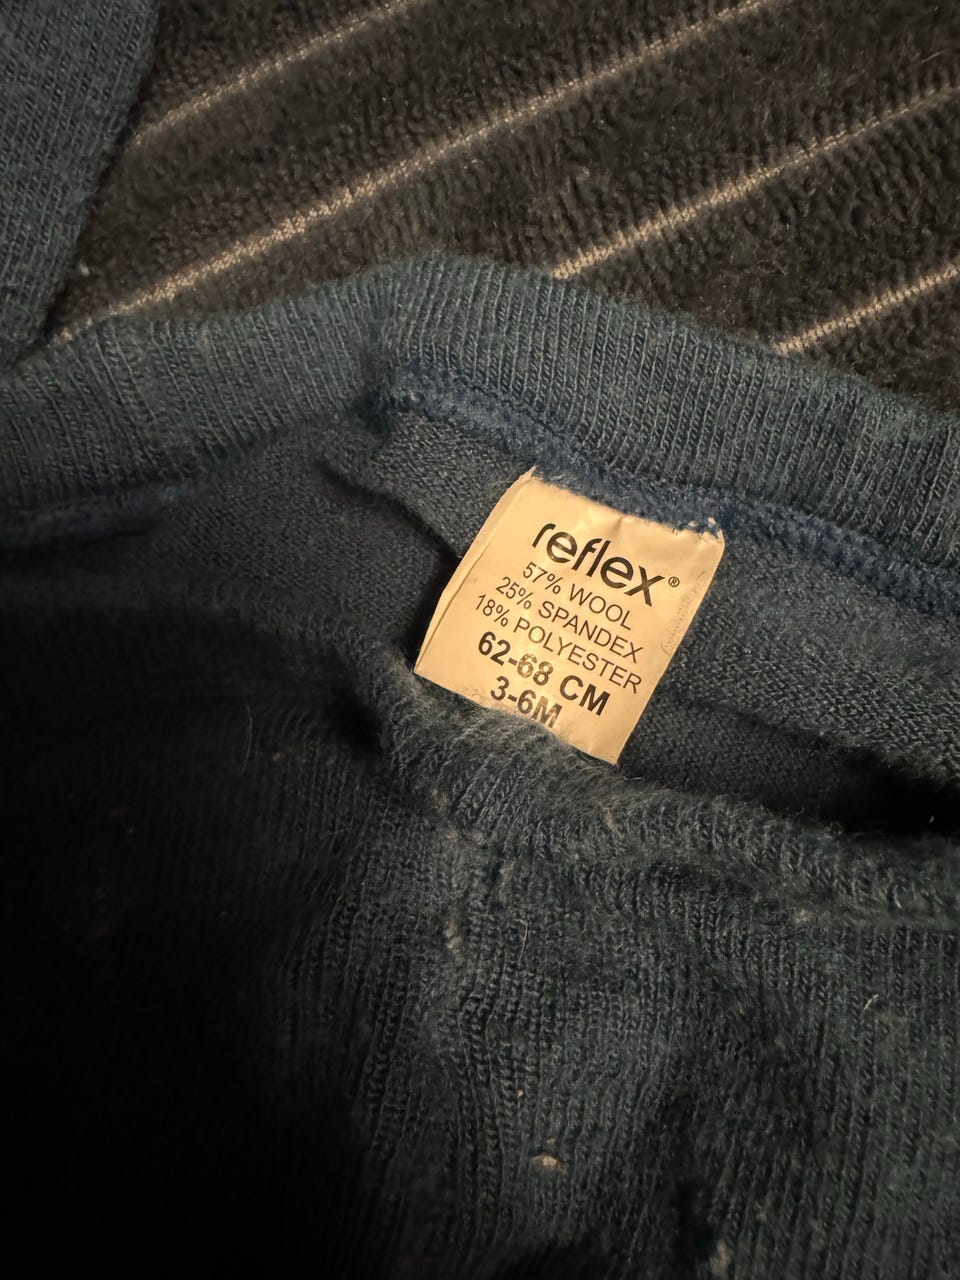 reflex®
57% WOOL
25% SPANDEX
18% POLYESTER
62-68 CM
3-6M